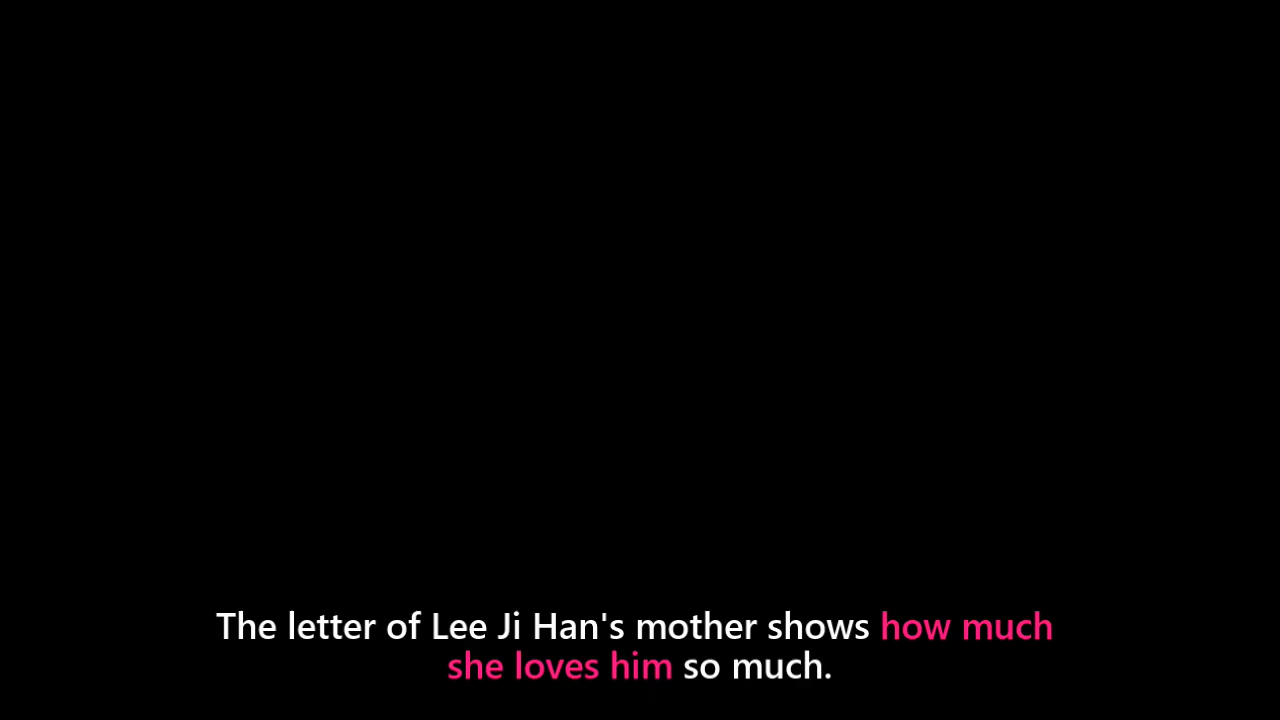 The letter of Lee Ji Han's mother shows how much
she loves him so much.